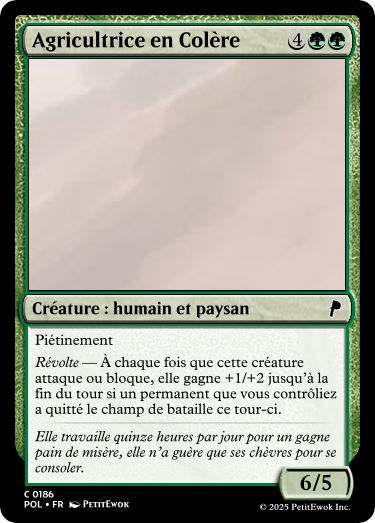 Agricultrice en Colère 4
Créature : humain et paysan
Piétinement
Révolte — À chaque fois que cette créature
attaque ou bloque, elle gagne +1/+2 jusqu’à la
fin du tour si un permanent que vous contrôliez
a quitté le champ de bataille ce tour-ci.
Elle travaille quinze heures par jour pour un gagne
pain de misère, elle n’a guère que ses chèvres pour se
consoler.
6/5
C 0186
POL • FR PetitEwok
© 2025 PetitEwok Inc.